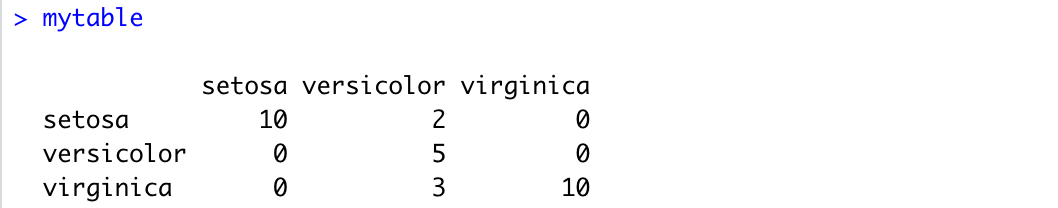 > mytable
setosa versicolor virginica
setosa 10 2 0
versicolor 0 5 0
virginica 0 3 10